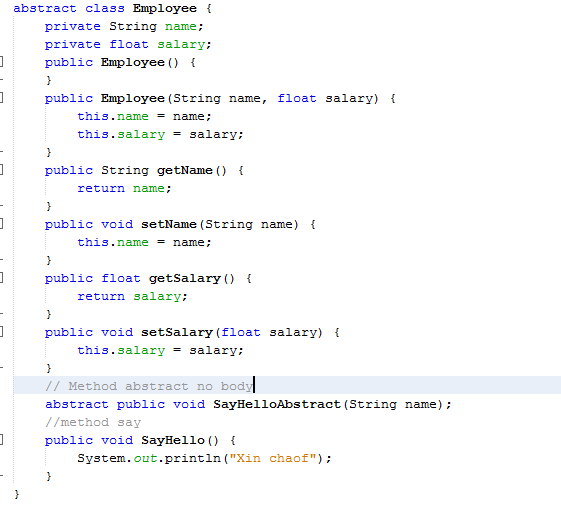 abstract class Employee {
private String name;
private float salary;
public Employee() {
}
public Employee(String name, float salary) {
this.name = name;
this.salary = salary;
}
public String getName() {
return name;
}
public void setName(String name) {
this.name = name;
}
public float getSalary() {
return salary;
}
public void setSalary(float salary) {
this.salary = salary;
}
// Method abstract no body
abstract public void SayHelloAbstract(String name);
//method say
public void SayHello() {
System.out.println("Xin chaof");
}
}